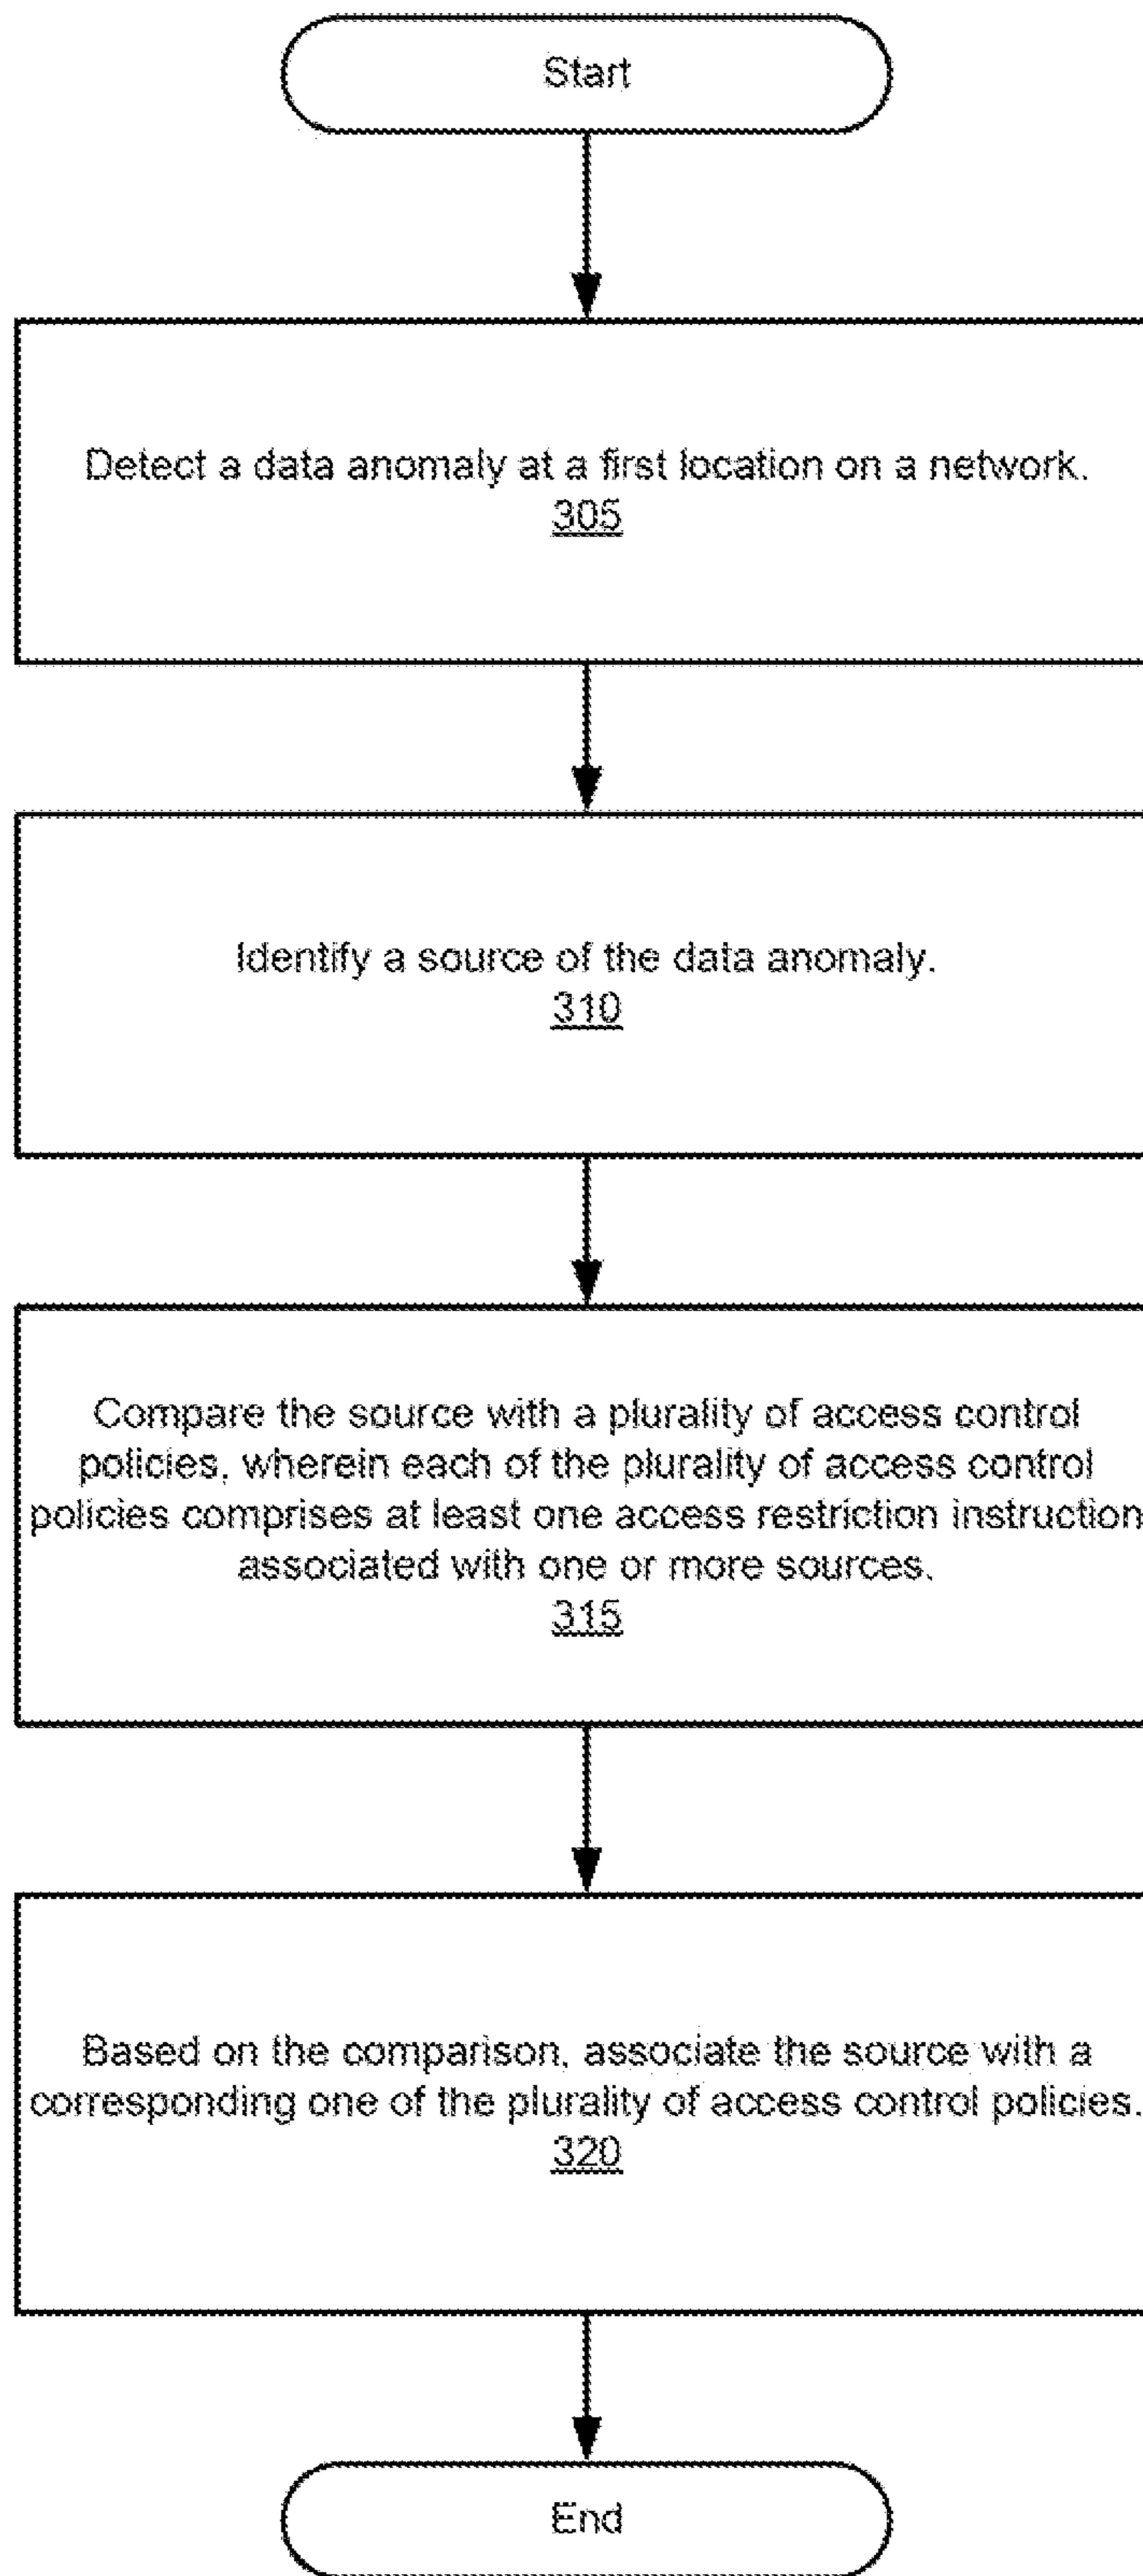 Start
Detect a data anomaly at a first location on a network.
305
Identify a source of the data anomaly.
310
Compare the source with a plurality of access control
policies, wherein each of the plurality of access control
policies comprises at least one access restriction instruction
associated with one or more sources.
315
Based on the comparison, associate the source with a
corresponding one of the plurality of access control policies.
320
End